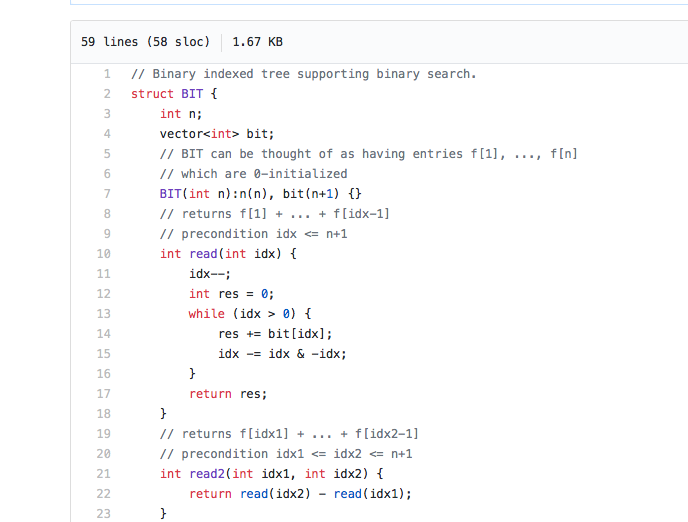 59 lines (58 sloc) 1.67 KB
1 // Binary indexed tree supporting binary search.
2 struct BIT {
3     int n;
4     vector<int> bit;
5     // BIT can be thought of as having entries f[1], ..., f[n]
6     // which are 0-initialized
7     BIT(int n):n(n), bit(n+1) {}
8     // returns f[1] + ... + f[idx-1]
9     // precondition idx <= n+1
10     int read(int idx) {
11         idx--;
12         int res = 0;
13         while (idx > 0) {
14             res += bit[idx];
15             idx -= idx & -idx;
16         }
17         return res;
18     }
19     // returns f[idx1] + ... + f[idx2-1]
20     // precondition idx1 <= idx2 <= n+1
21     int read2(int idx1, int idx2) {
22         return read(idx2) - read(idx1);
23     }